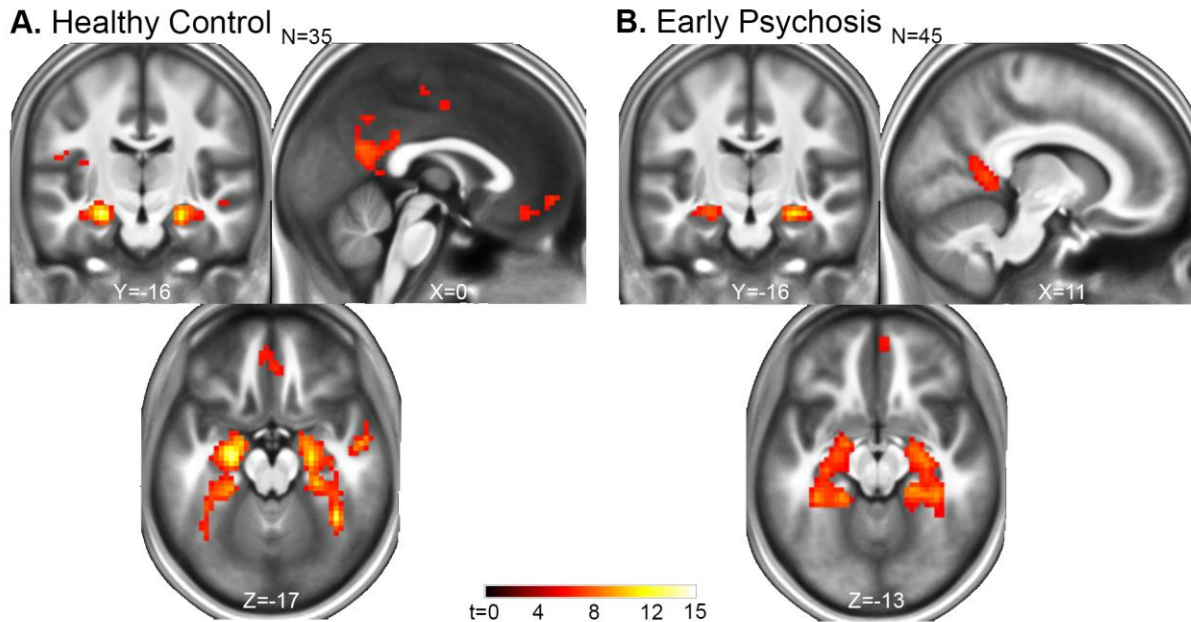 A. Healthy Control N=35
B. Early Psychosis N=45
Y=-16
X=0
Y=-16
X=11
Z=-17
Z=-13
t=0 4 8 12 15